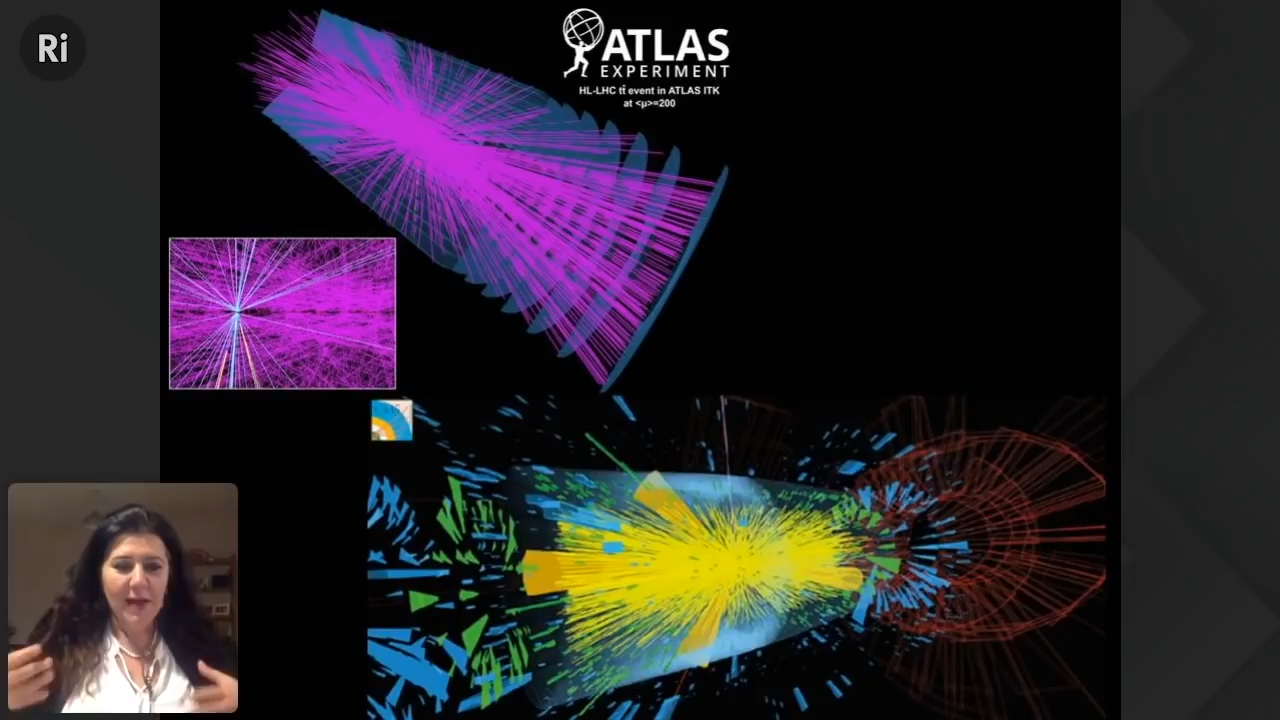 Ri
ATLAS
EXPERIMENT
HL-LHC tt̄ event in ATLAS ITK
at <μ>=200